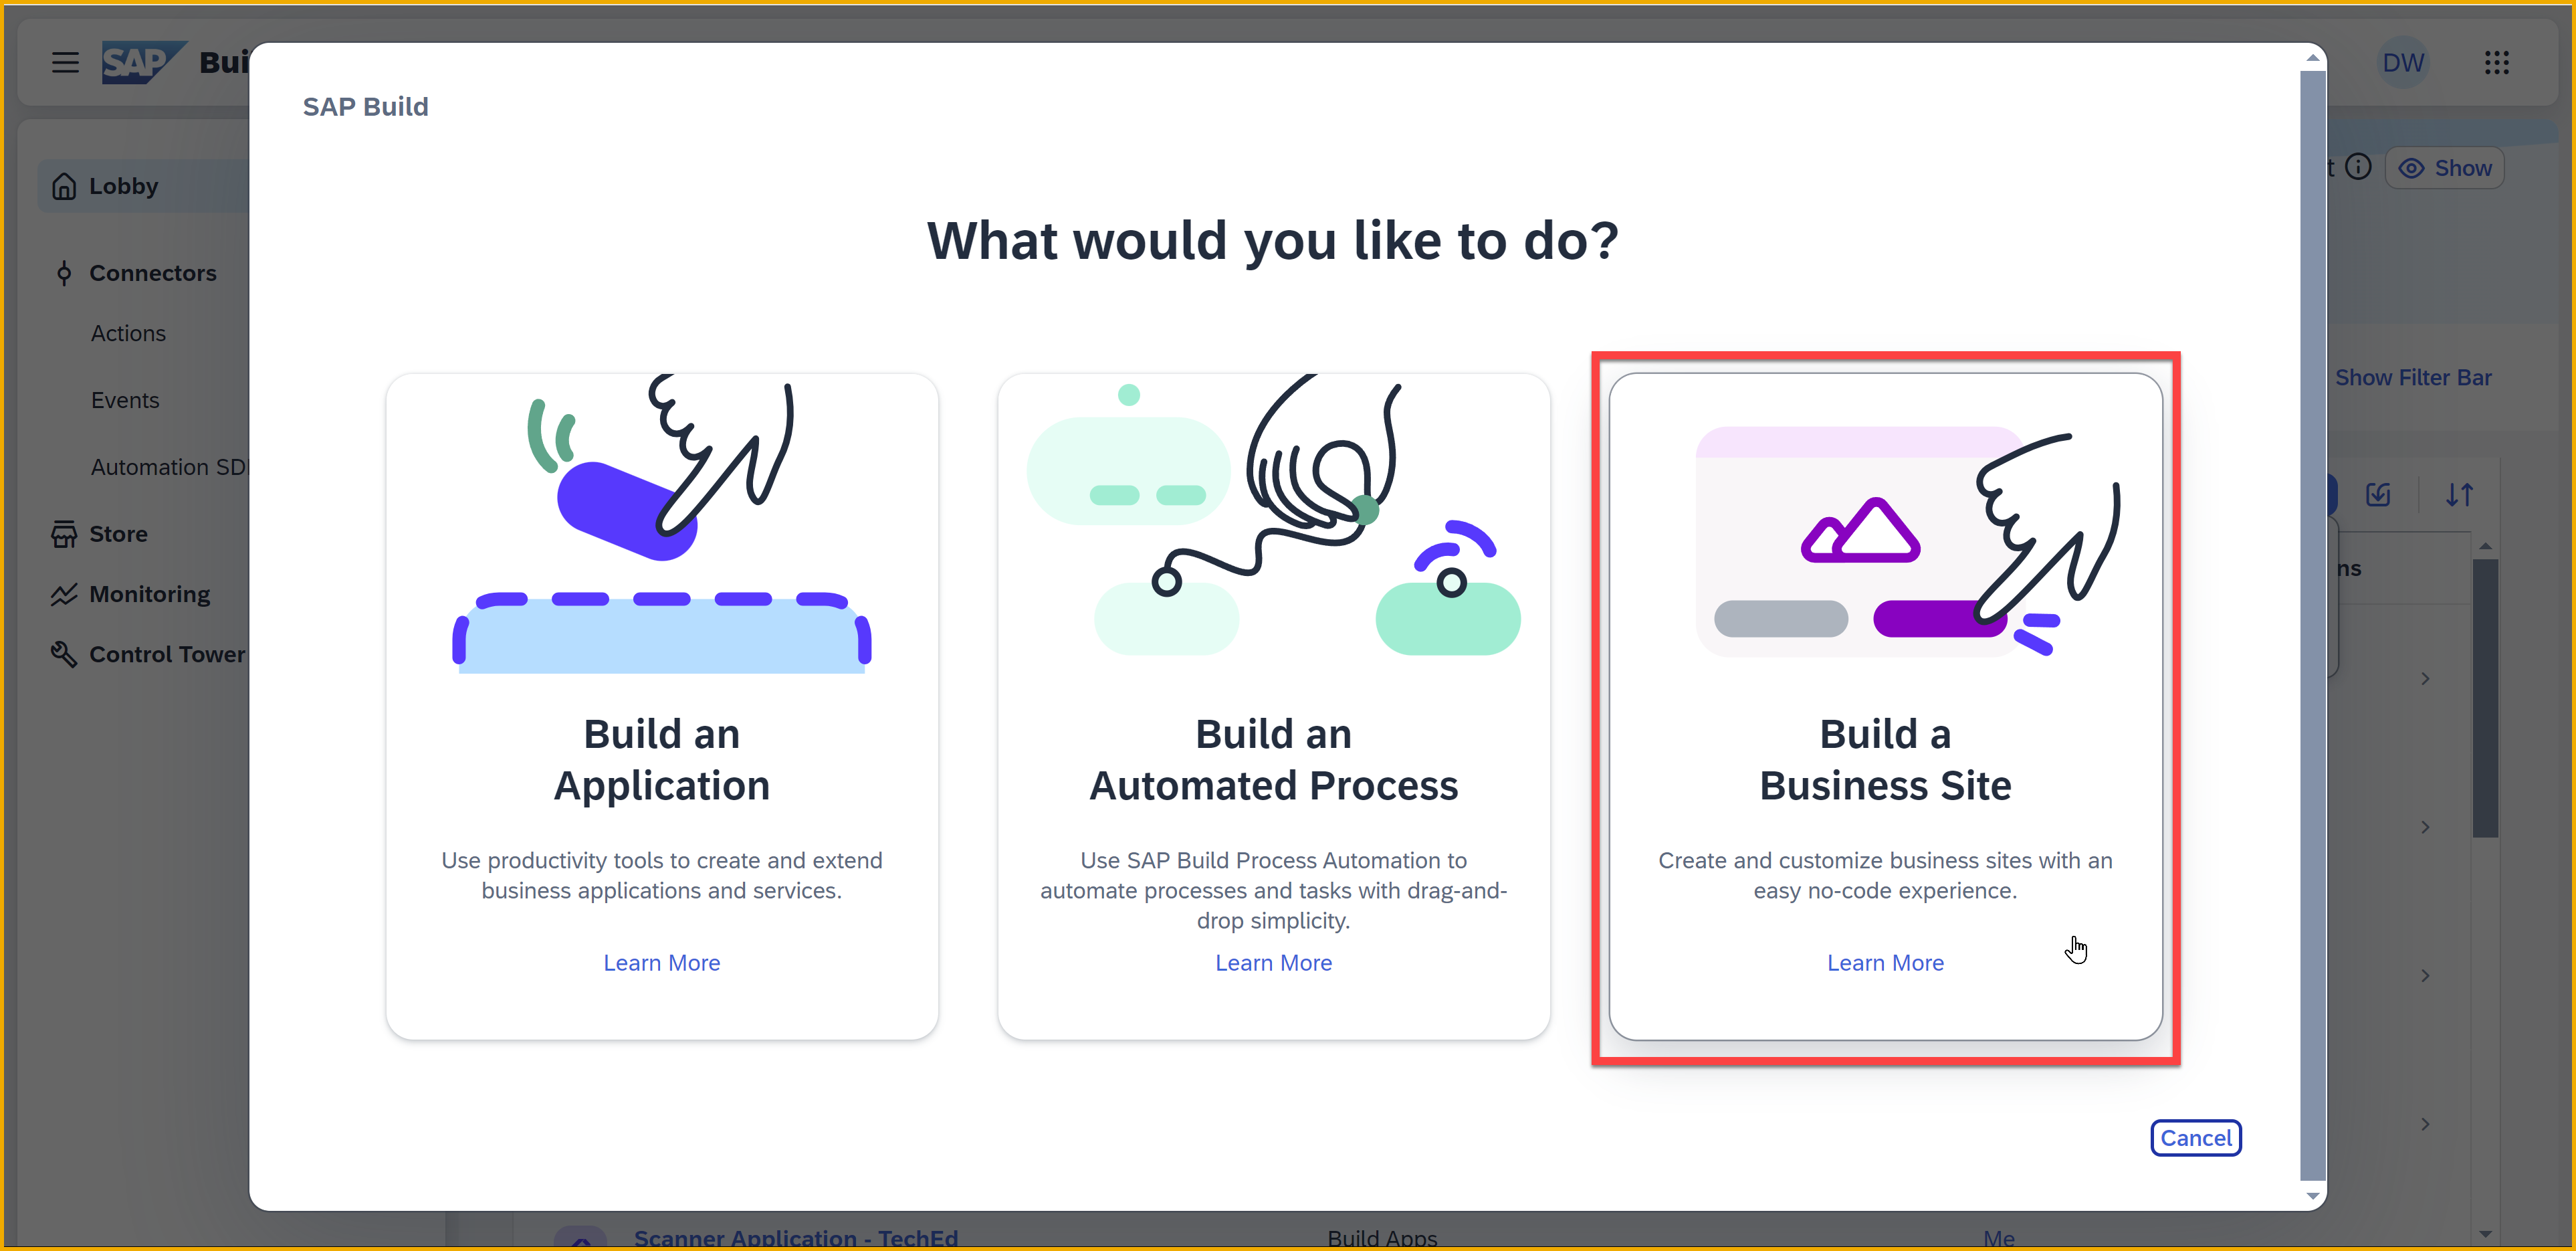 SAP Bui
DW
SAP Build
Lobby
t
Show
What would you like to do?
Connectors
Actions
Show Filter Bar
Events
Automation SD
Store
ns
Monitoring
Control Tower
Build an
Application
Use productivity tools to create and extend
business applications and services.
Learn More
Build an
Automated Process
Use SAP Build Process Automation to
automate processes and tasks with drag-and-
drop simplicity.
Learn More
Build a
Business Site
Create and customize business sites with an
easy no-code experience.
Learn More
Cancel
Scanner Application - TechEd
Build Apps
Me